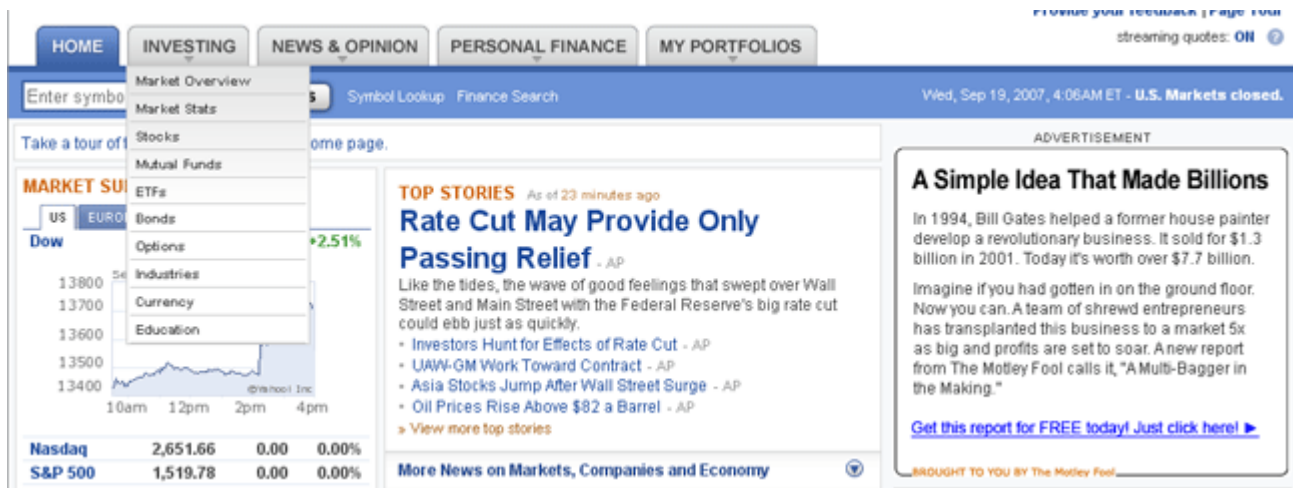 Provide your feedback | Page Tour
HOME
INVESTING
NEWS & OPINION
PERSONAL FINANCE
MY PORTFOLIOS
streaming quotes: ON
Enter symbo
S
Symbol Lookup
Finance Search
Wed, Sep 19, 2007, 4:06AM ET - U.S. Markets closed.
Market Overview
Market Stats
Stocks
Mutual Funds
ETFs
Bonds
Options
Industries
Currency
Education
Take a tour of t
ome page.
MARKET SU
US
EURO
Dow
+2.51%
13800
13700
13600
13500
13400
©Yahoo! Inc
10am 12pm 2pm 4pm
Nasdaq 2,651.66 0.00 0.00%
S&P 500 1,519.78 0.00 0.00%
TOP STORIES As of 23 minutes ago
Rate Cut May Provide Only
Passing Relief - AP
Like the tides, the wave of good feelings that swept over Wall
Street and Main Street with the Federal Reserve's big rate cut
could ebb just as quickly.
• Investors Hunt for Effects of Rate Cut - AP
• UAW-GM Work Toward Contract - AP
• Asia Stocks Jump After Wall Street Surge - AP
• Oil Prices Rise Above $82 a Barrel - AP
» View more top stories
More News on Markets, Companies and Economy
ADVERTISEMENT
A Simple Idea That Made Billions
In 1994, Bill Gates helped a former house painter
develop a revolutionary business. It sold for $1.3
billion in 2001. Today it's worth over $7.7 billion.
Imagine if you had gotten in on the ground floor.
Now you can. A team of shrewd entrepreneurs
has transplanted this business to a market 5x
as big and profits are set to soar. A new report
from The Motley Fool calls it, "A Multi-Bagger in
the Making."
Get this report for FREE today! Just click here! ►
BROUGHT TO YOU BY The Motley Fool